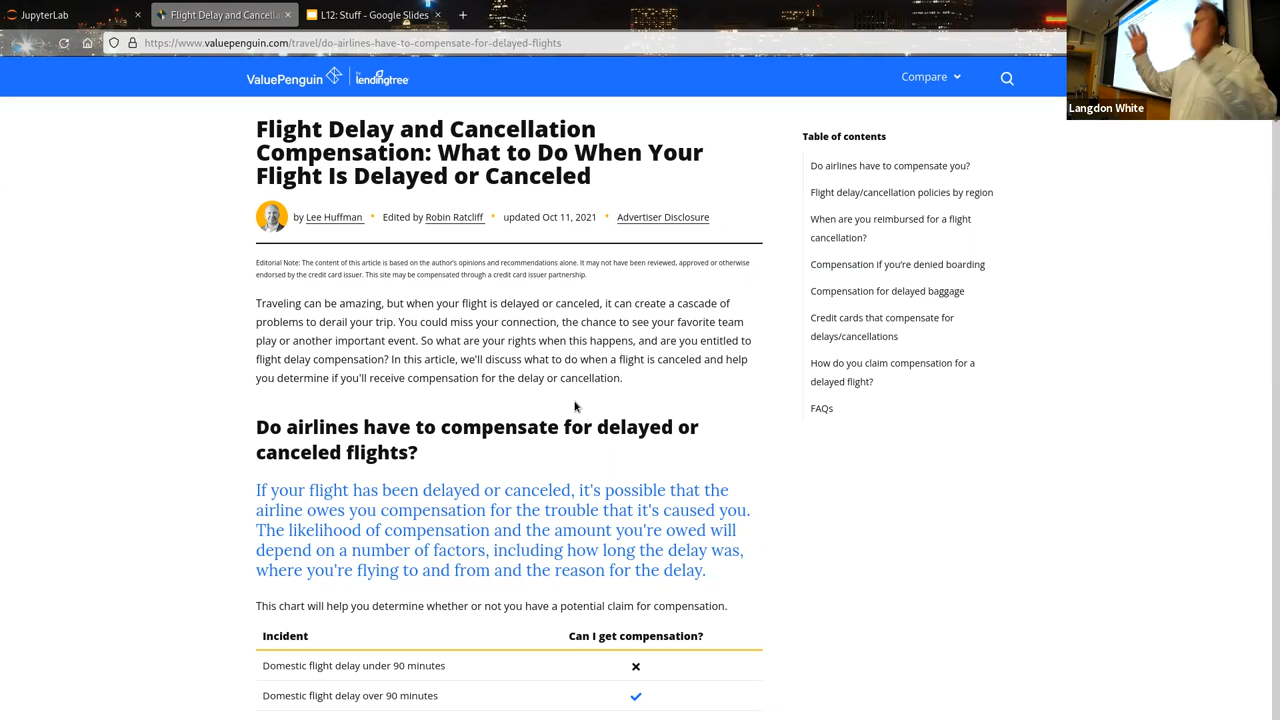 JupyterLab
Flight Delay and Cancella
L12: Stuff - Google Slides
https://www.valuepenguin.com/travel/do-airlines-have-to-compensate-for-delayed-flights
Langdon White
ValuePenguin by lendingtree
Compare
Flight Delay and Cancellation
Compensation: What to Do When Your
Flight Is Delayed or Canceled
by Lee Huffman • Edited by Robin Ratcliff • updated Oct 11, 2021 • Advertiser Disclosure
Editorial Note: The content of this article is based on the author's opinions and recommendations alone. It may not have been reviewed, approved or otherwise
endorsed by the credit card issuer. This site may be compensated through a credit card issuer partnership.
Traveling can be amazing, but when your flight is delayed or canceled, it can create a cascade of
problems to derail your trip. You could miss your connection, the chance to see your favorite team
play or another important event. So what are your rights when this happens, and are you entitled to
flight delay compensation? In this article, we'll discuss what to do when a flight is canceled and help
you determine if you'll receive compensation for the delay or cancellation.
Do airlines have to compensate for delayed or
canceled flights?
If your flight has been delayed or canceled, it's possible that the
airline owes you compensation for the trouble that it's caused you.
The likelihood of compensation and the amount you're owed will
depend on a number of factors, including how long the delay was,
where you're flying to and from and the reason for the delay.
This chart will help you determine whether or not you have a potential claim for compensation.
Incident Can I get compensation?
Domestic flight delay under 90 minutes
Domestic flight delay over 90 minutes
Table of contents
Do airlines have to compensate you?
Flight delay/cancellation policies by region
When are you reimbursed for a flight
cancellation?
Compensation if you're denied boarding
Compensation for delayed baggage
Credit cards that compensate for
delays/cancellations
How do you claim compensation for a
delayed flight?
FAQs